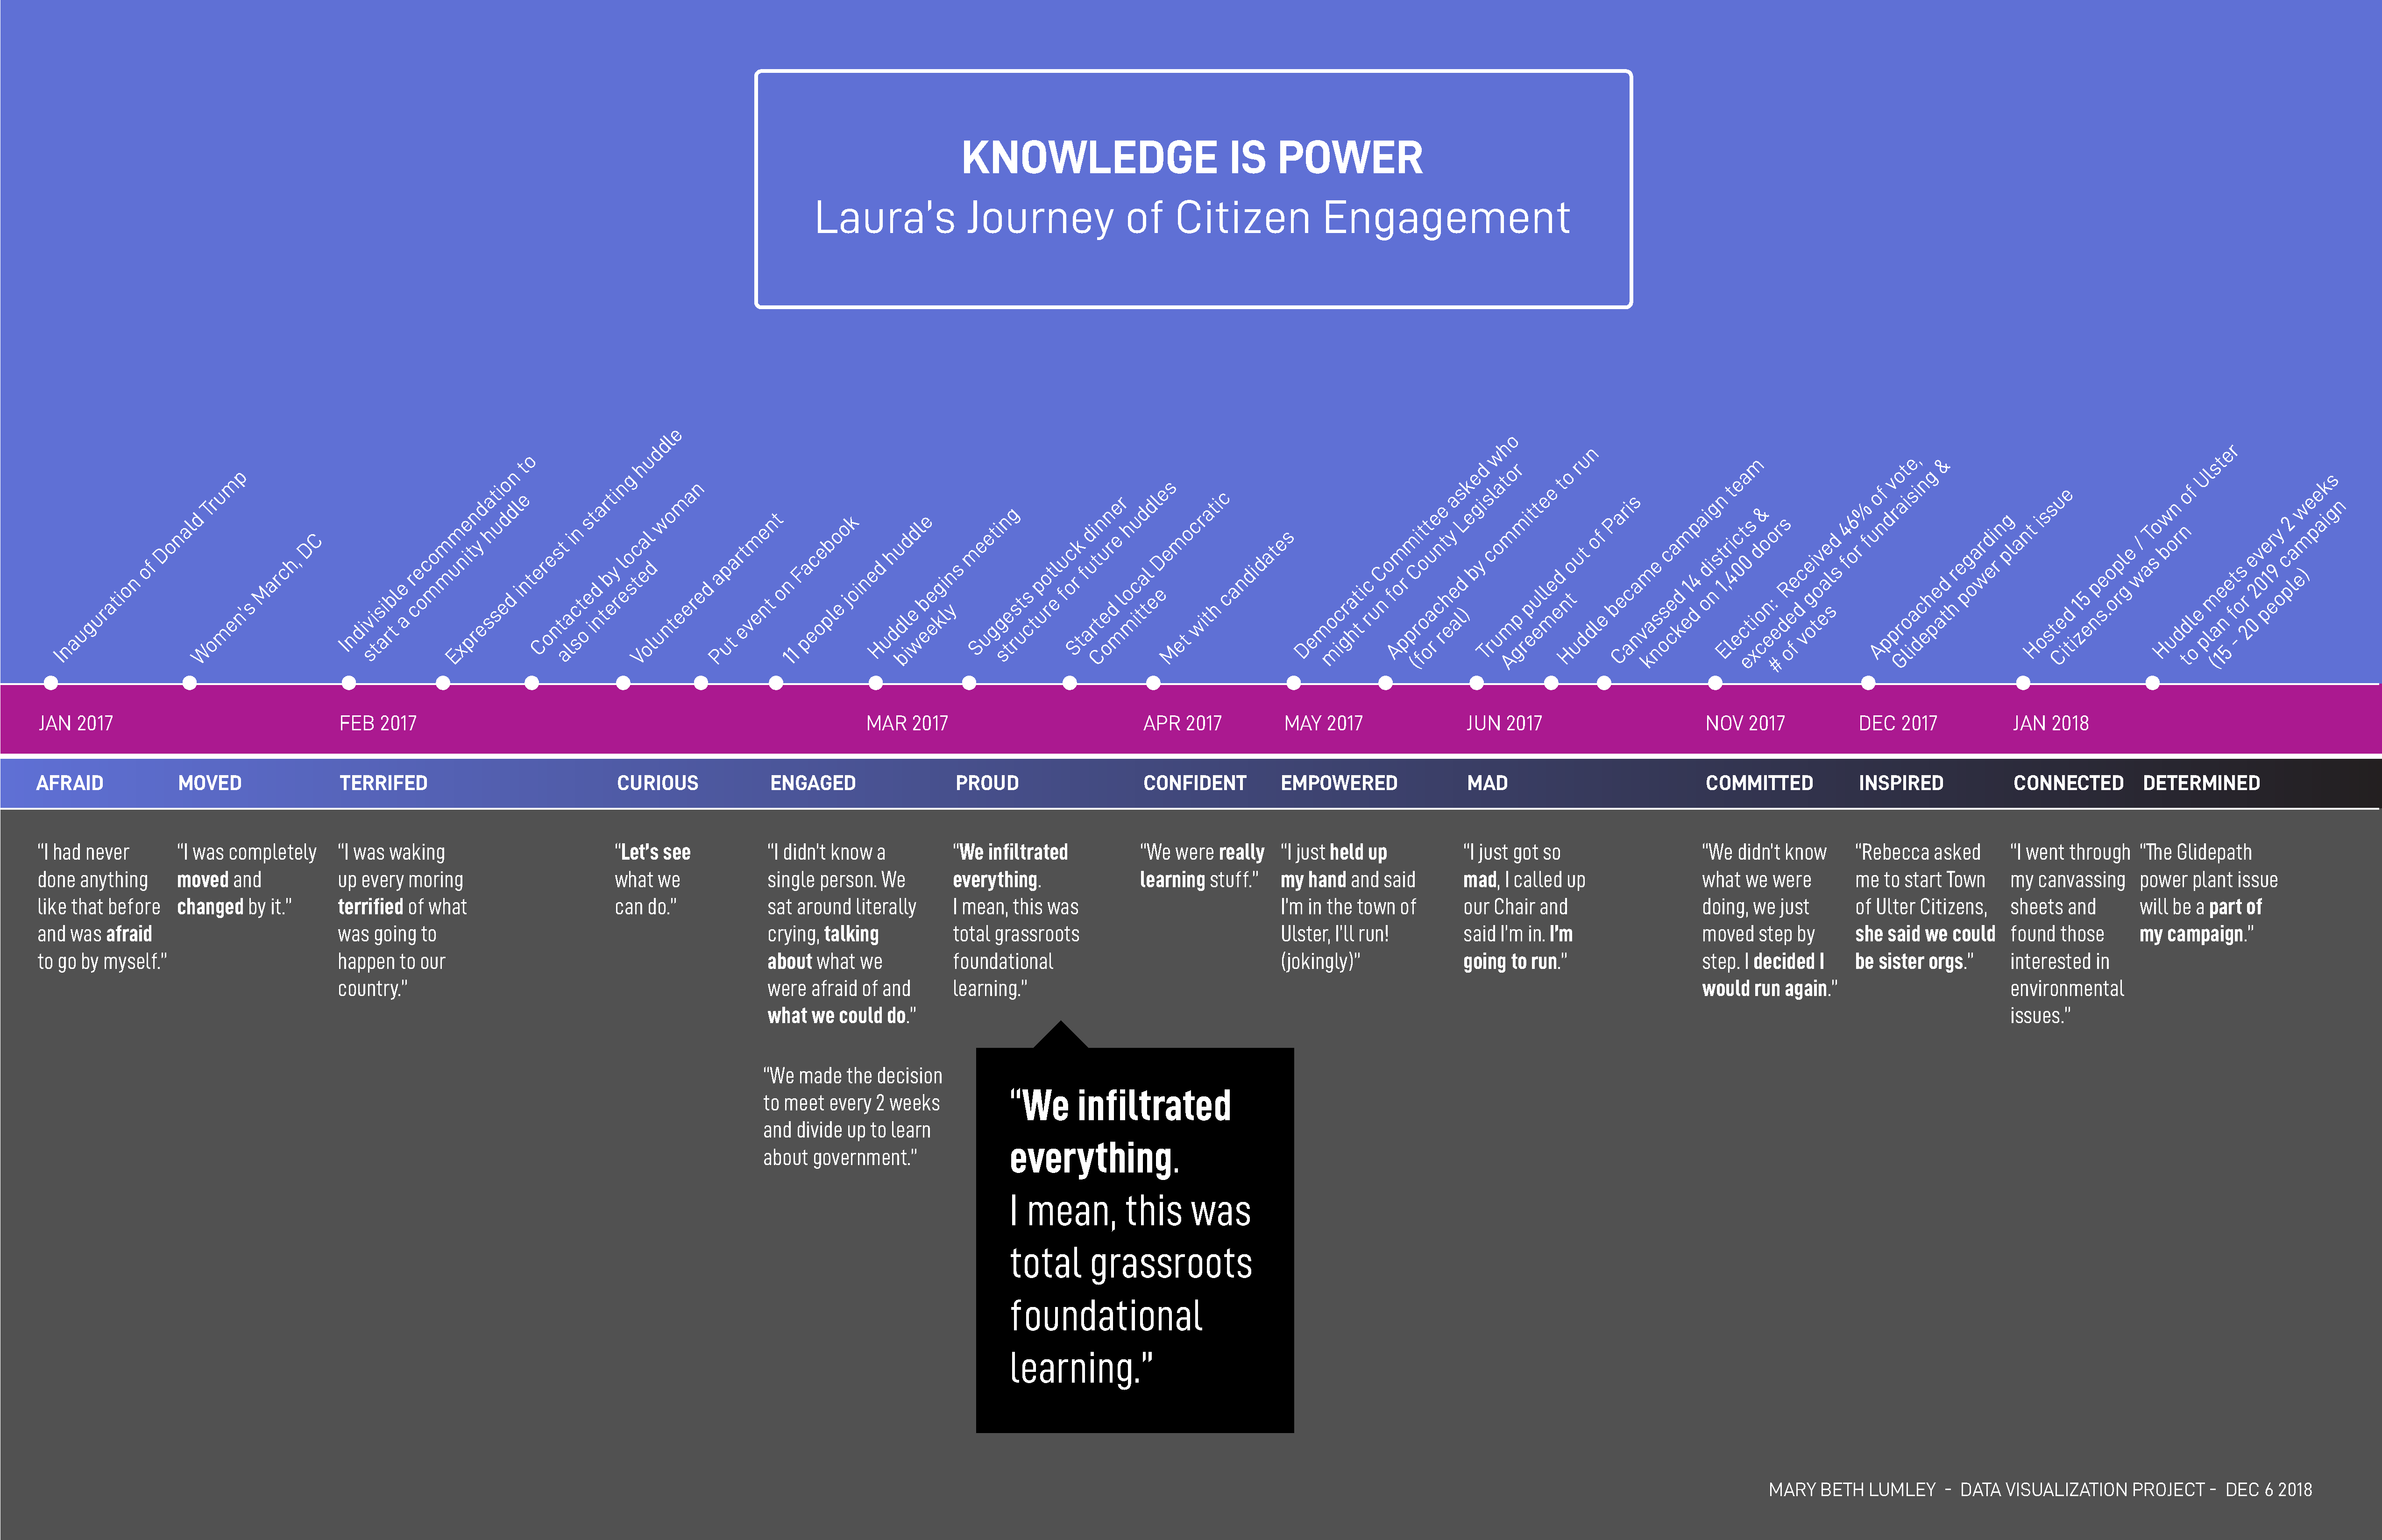 KNOWLEDGE IS POWER
Laura's Journey of Citizen Engagement
Inauguration of Donald Trump
Women's March, DC
Indivisible recommendation to
start a community huddle
Expressed interest in starting huddle
Contacted by local woman
also interested
Volunteered apartment
Put event on Facebook
11 people joined huddle
Huddle begins meeting
biweekly
Suggests potluck dinner
structure for future huddles
Started local Democratic
Committee
Met with candidates
Democratic Committee asked who
might run for County Legislator
Approached by committee to run
(for real)
Trump pulled out of Paris
Agreement
Huddle became campaign team
Canvassed 14 districts &
knocked on 1,400 doors
Election: Received 46% of vote,
exceeded goals for fundraising &
# of votes
Approached regarding
Glidepath power plant issue
Hosted 15 people / Town of Ulster
Citizens.org was born
Huddle meets every 2 weeks
to plan for 2019 campaign
(15 - 20 people)
JAN 2017
FEB 2017
MAR 2017
APR 2017
MAY 2017
JUN 2017
NOV 2017
DEC 2017
JAN 2018
AFRAID
MOVED
TERRIFED
CURIOUS
ENGAGED
PROUD
CONFIDENT
EMPOWERED
MAD
COMMITTED
INSPIRED
CONNECTED
DETERMINED
“I had never
done anything
like that before
and was afraid
to go by myself.”
“I was completely
moved and
changed by it.”
“I was waking
up every moring
terrified of what
was going to
happen to our
country.”
“Let's see
what we
can do.”
“I didn't know a
single person. We
sat around literally
crying, talking
about what we
were afraid of and
what we could do.”
“We made the decision
to meet every 2 weeks
and divide up to learn
about government.”
“We infiltrated
everything.
I mean, this was
total grassroots
foundational
learning.”
“We were really
learning stuff.”
“I just held up
my hand and said
I'm in the town of
Ulster, I'll run!
(jokingly)”
“I just got so
mad, I called up
our Chair and
said I'm in. I'm
going to run.”
“We didn't know
what we were
doing, we just
moved step by
step. I decided I
would run again.”
“Rebecca asked
me to start Town
of Ulter Citizens,
she said we could
be sister orgs.”
“I went through
my canvassing
sheets and
found those
interested in
environmental
issues.”
“The Glidepath
power plant issue
will be a part of
my campaign.”
“We infiltrated
everything.
I mean, this was
total grassroots
foundational
learning.”
MARY BETH LUMLEY - DATA VISUALIZATION PROJECT - DEC 6 2018